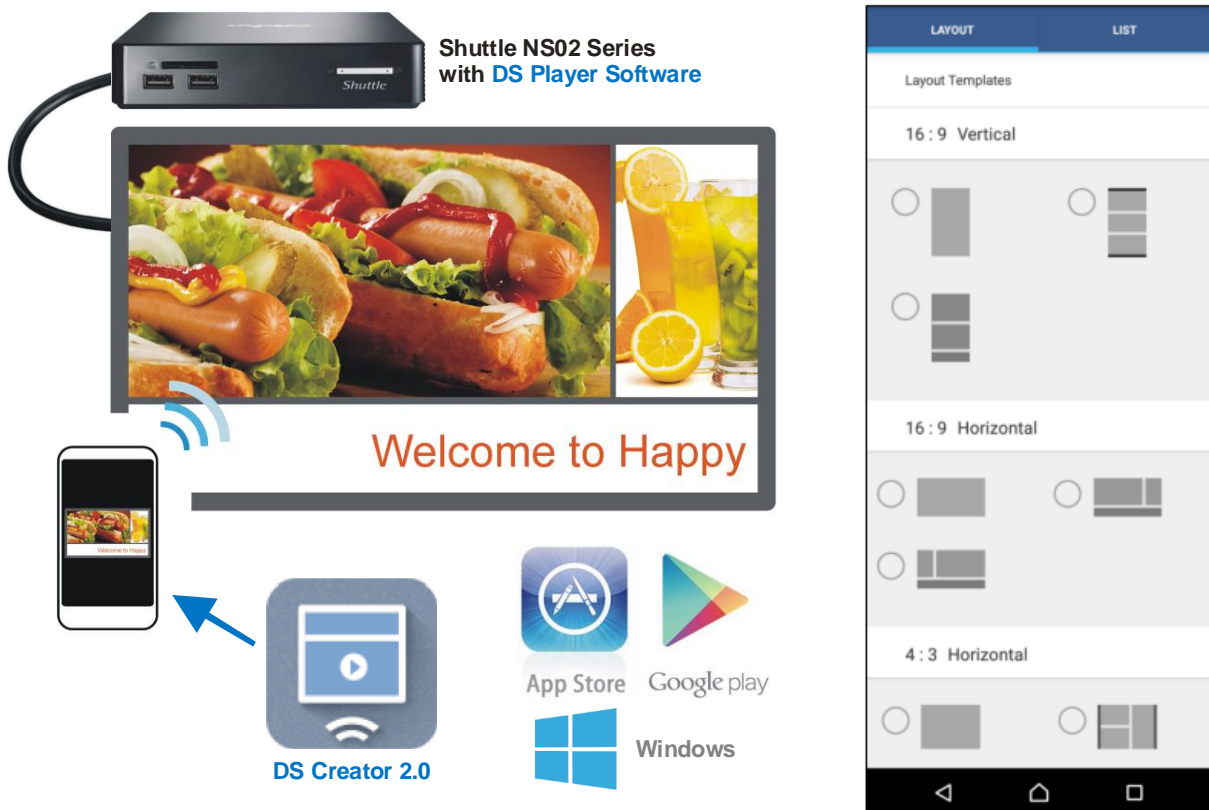 Shuttle NS02 Series
with DS Player Software
Shuttle
Welcome to Happy
Welcome to Happy
DS Creator 2.0
App Store
Google play
Windows
LAYOUT
LIST
Layout Templates
16 : 9 Vertical
16 : 9 Horizontal
4 : 3 Horizontal